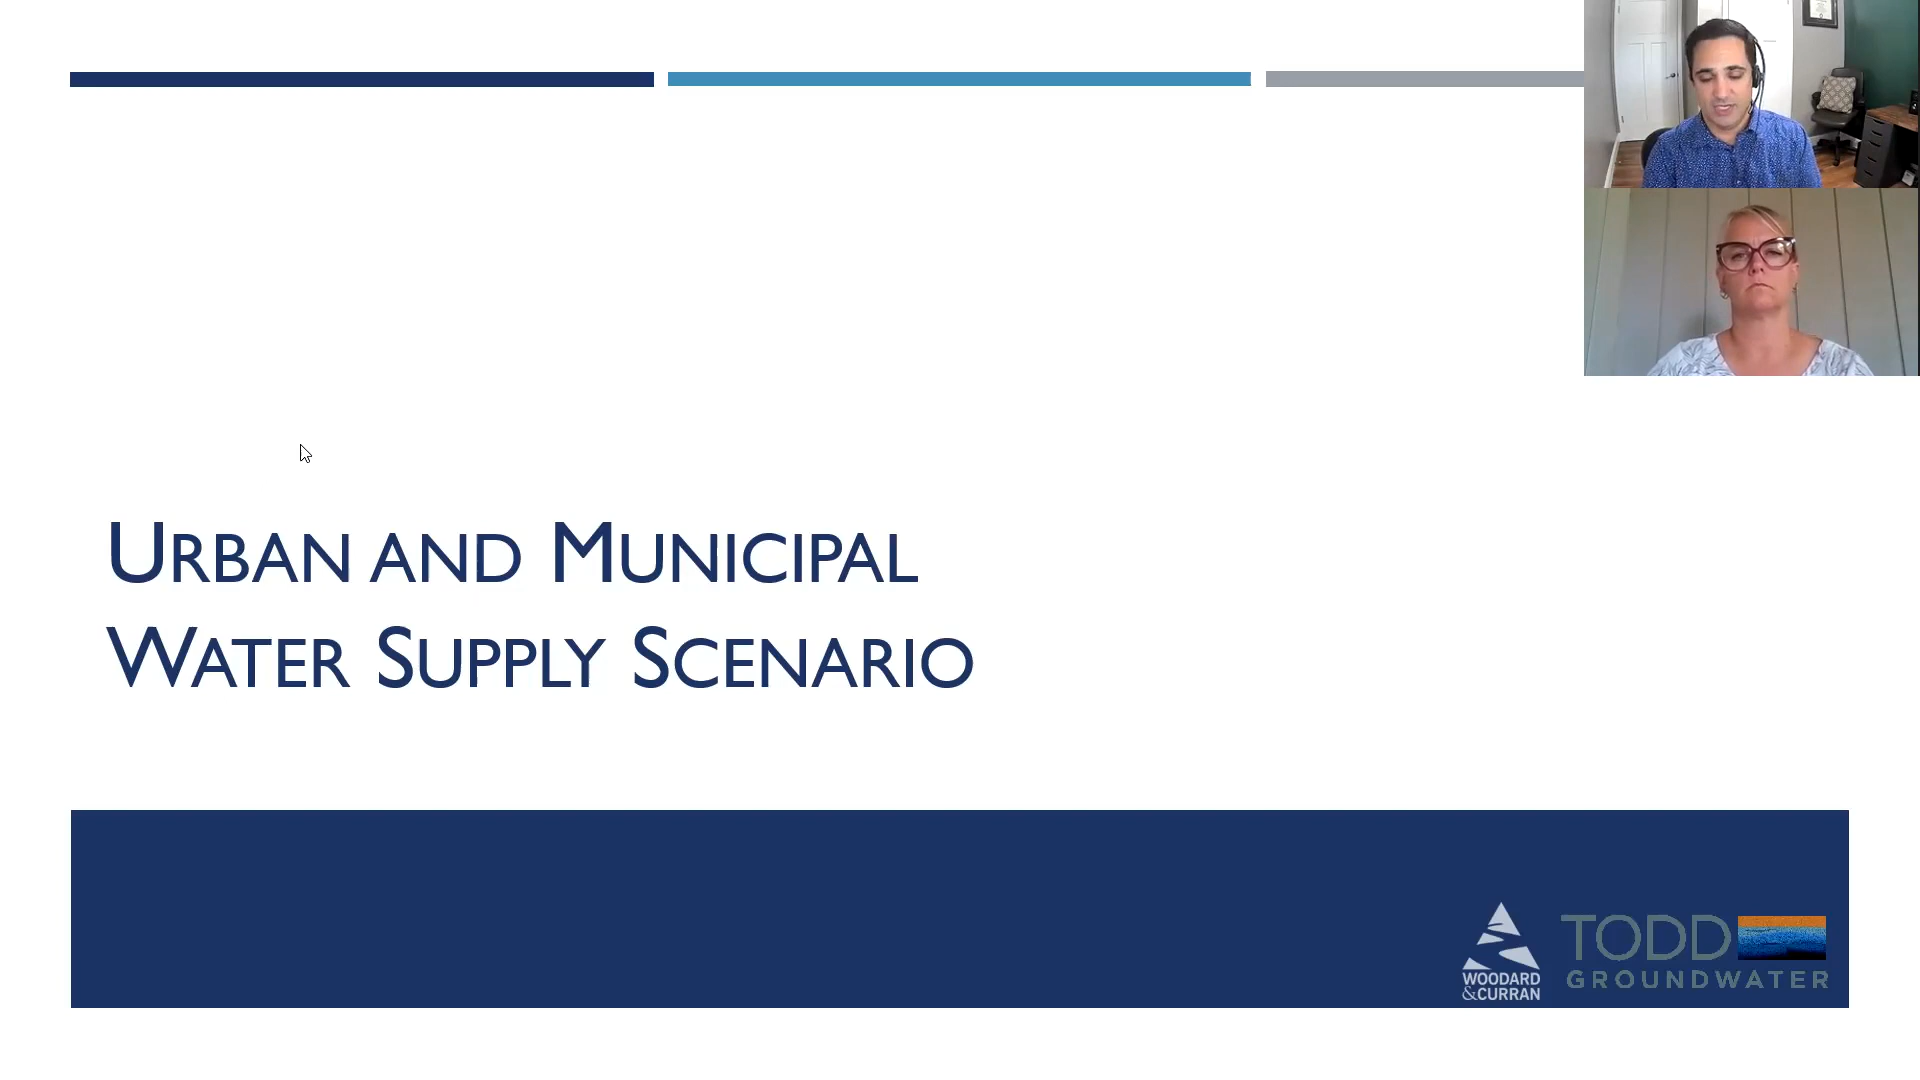 URBAN AND MUNICIPAL
WATER SUPPLY SCENARIO
WOODARD
&CURRAN
TODD
GROUNDWATER